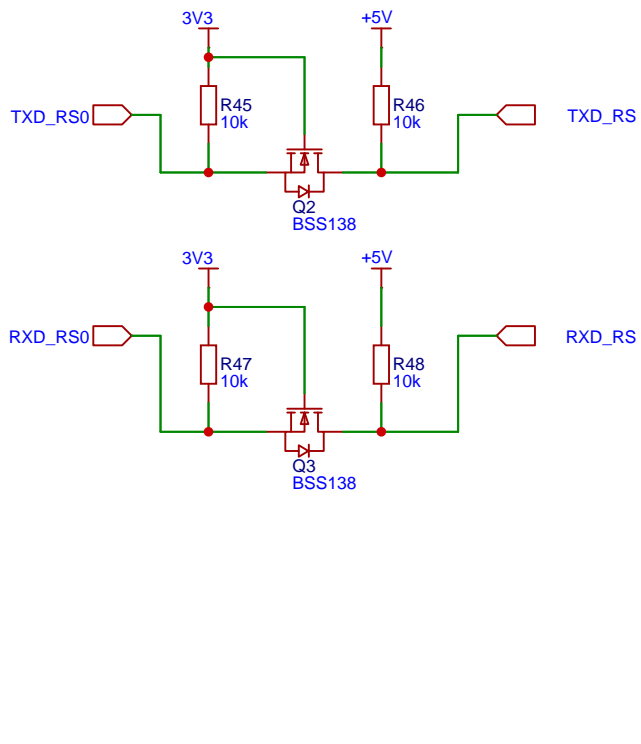 3V3
+5V
TXD_RS0
R45
10k
R46
10k
TXD_RS
Q2
BSS138
3V3
+5V
RXD_RS0
R47
10k
R48
10k
RXD_RS
Q3
BSS138